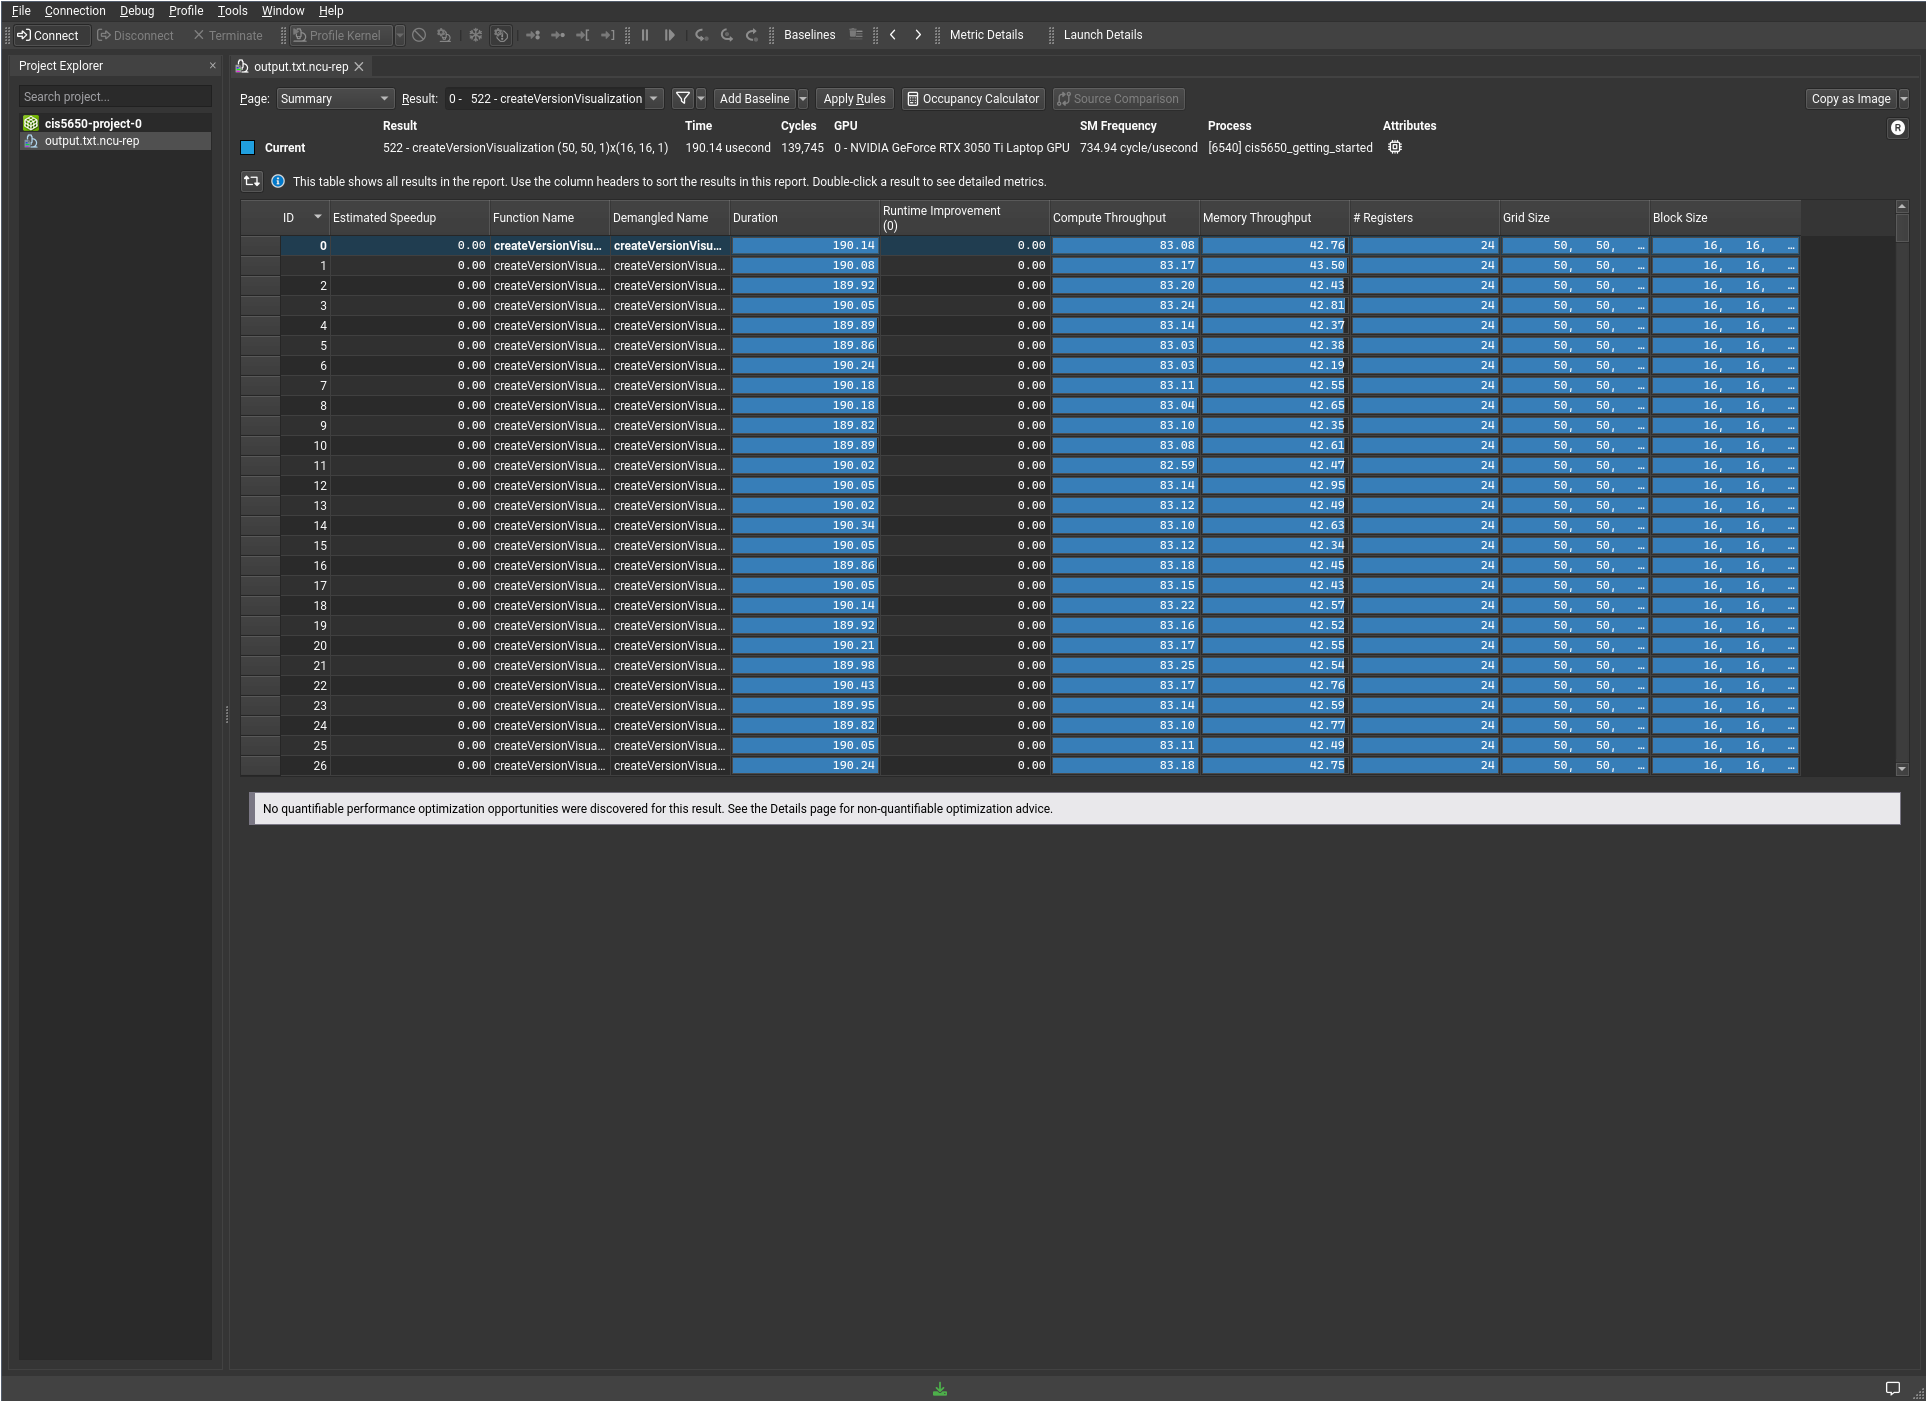 File Connection Debug Profile Tools Window Help
Connect Disconnect Terminate Profile Kernel Baselines Metric Details Launch Details
Project Explorer
output.txt.ncu-rep
Search project...
cis5650-project-0
output.txt.ncu-rep
Page: Summary Result: 0 - 522 - createVersionVisualization Add Baseline Apply Rules Occupancy Calculator Source Comparison Copy as Image
Result Time Cycles GPU SM Frequency Process Attributes
R
Current 522 - createVersionVisualization (50, 50, 1)x(16, 16, 1) 190.14 usecond 139,745 0 - NVIDIA GeForce RTX 3050 Ti Laptop GPU 734.94 cycle/usecond [6540] cis5650_getting_started
This table shows all results in the report. Use the column headers to sort the results in this report. Double-click a result to see detailed metrics.
ID Estimated Speedup Function Name Demangled Name Duration Runtime Improvement (0) Compute Throughput Memory Throughput # Registers Grid Size Block Size
0 0.00 createVersionVisu... createVersionVisu... 190.14 0.00 83.08 42.76 24 50, 50, ... 16, 16, ...
1 0.00 createVersionVisua... createVersionVisua... 190.08 0.00 83.17 43.50 24 50, 50, ... 16, 16, ...
2 0.00 createVersionVisua... createVersionVisua... 189.92 0.00 83.20 42.43 24 50, 50, ... 16, 16, ...
3 0.00 createVersionVisua... createVersionVisua... 190.05 0.00 83.24 42.81 24 50, 50, ... 16, 16, ...
4 0.00 createVersionVisua... createVersionVisua... 189.89 0.00 83.14 42.37 24 50, 50, ... 16, 16, ...
5 0.00 createVersionVisua... createVersionVisua... 189.86 0.00 83.03 42.38 24 50, 50, ... 16, 16, ...
6 0.00 createVersionVisua... createVersionVisua... 190.24 0.00 83.03 42.19 24 50, 50, ... 16, 16, ...
7 0.00 createVersionVisua... createVersionVisua... 190.18 0.00 83.11 42.55 24 50, 50, ... 16, 16, ...
8 0.00 createVersionVisua... createVersionVisua... 190.18 0.00 83.04 42.65 24 50, 50, ... 16, 16, ...
9 0.00 createVersionVisua... createVersionVisua... 189.82 0.00 83.10 42.35 24 50, 50, ... 16, 16, ...
10 0.00 createVersionVisua... createVersionVisua... 189.89 0.00 83.08 42.61 24 50, 50, ... 16, 16, ...
11 0.00 createVersionVisua... createVersionVisua... 190.02 0.00 82.59 42.47 24 50, 50, ... 16, 16, ...
12 0.00 createVersionVisua... createVersionVisua... 190.05 0.00 83.14 42.95 24 50, 50, ... 16, 16, ...
13 0.00 createVersionVisua... createVersionVisua... 190.02 0.00 83.12 42.49 24 50, 50, ... 16, 16, ...
14 0.00 createVersionVisua... createVersionVisua... 190.34 0.00 83.10 42.63 24 50, 50, ... 16, 16, ...
15 0.00 createVersionVisua... createVersionVisua... 190.05 0.00 83.12 42.34 24 50, 50, ... 16, 16, ...
16 0.00 createVersionVisua... createVersionVisua... 189.86 0.00 83.18 42.45 24 50, 50, ... 16, 16, ...
17 0.00 createVersionVisua... createVersionVisua... 190.05 0.00 83.15 42.43 24 50, 50, ... 16, 16, ...
18 0.00 createVersionVisua... createVersionVisua... 190.14 0.00 83.22 42.57 24 50, 50, ... 16, 16, ...
19 0.00 createVersionVisua... createVersionVisua... 189.92 0.00 83.16 42.52 24 50, 50, ... 16, 16, ...
20 0.00 createVersionVisua... createVersionVisua... 190.21 0.00 83.17 42.55 24 50, 50, ... 16, 16, ...
21 0.00 createVersionVisua... createVersionVisua... 189.98 0.00 83.25 42.54 24 50, 50, ... 16, 16, ...
22 0.00 createVersionVisua... createVersionVisua... 190.43 0.00 83.17 42.76 24 50, 50, ... 16, 16, ...
23 0.00 createVersionVisua... createVersionVisua... 189.95 0.00 83.14 42.59 24 50, 50, ... 16, 16, ...
24 0.00 createVersionVisua... createVersionVisua... 189.82 0.00 83.10 42.77 24 50, 50, ... 16, 16, ...
25 0.00 createVersionVisua... createVersionVisua... 190.05 0.00 83.11 42.49 24 50, 50, ... 16, 16, ...
26 0.00 createVersionVisua... createVersionVisua... 190.24 0.00 83.18 42.75 24 50, 50, ... 16, 16, ...
No quantifiable performance optimization opportunities were discovered for this result. See the Details page for non-quantifiable optimization advice.